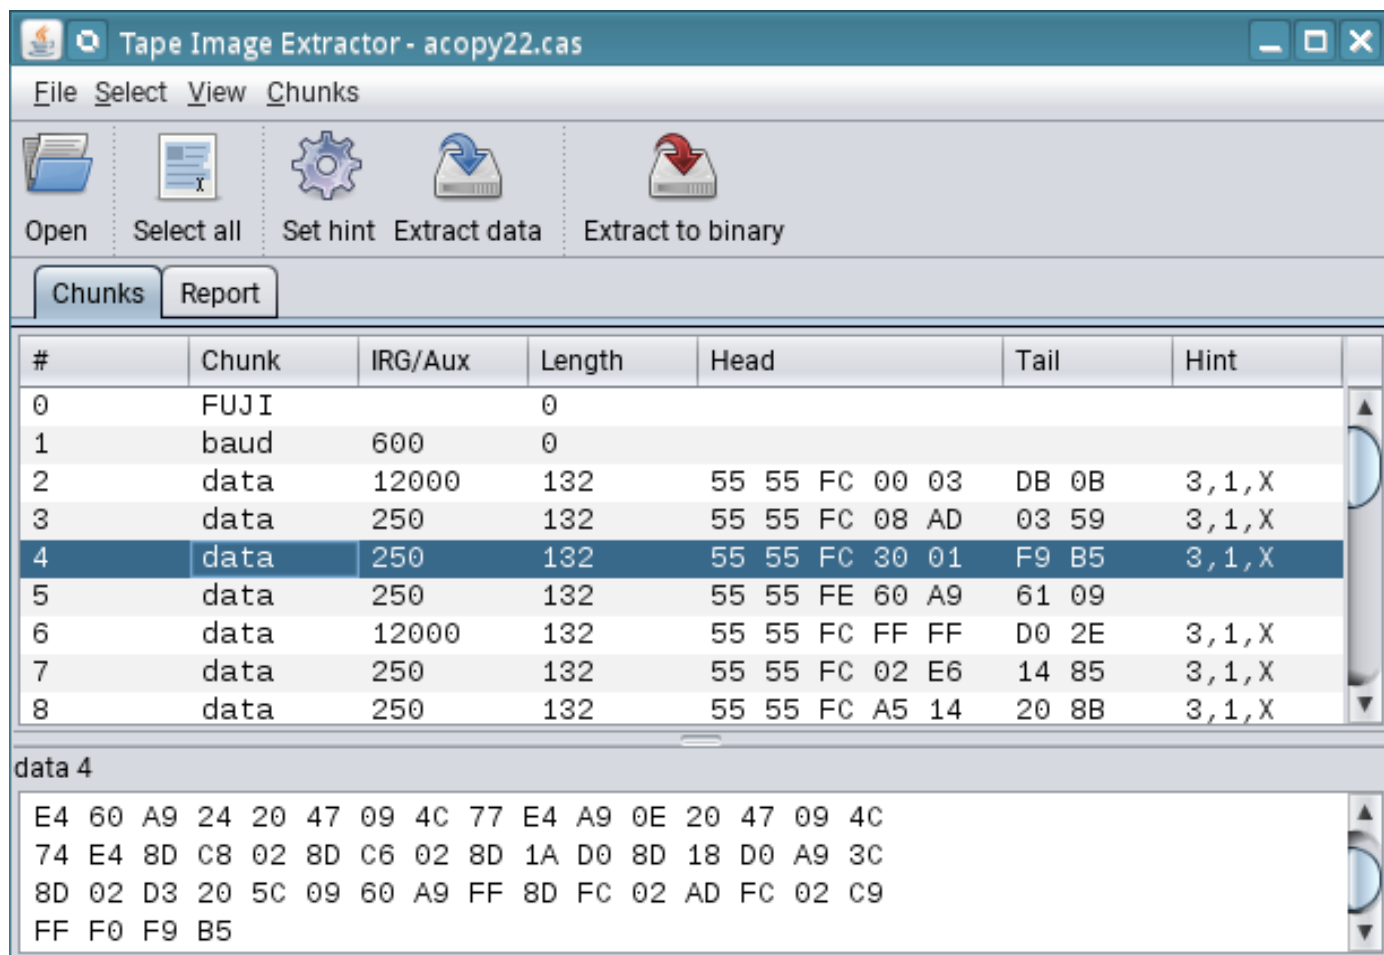 Tape Image Extractor - acopy22.cas
File Select View Chunks
Open Select all Set hint Extract data Extract to binary
Chunks Report
# Chunk IRG/Aux Length Head Tail Hint
0 FUJI 0
1 baud 600 0
2 data 12000 132 55 55 FC 00 03 DB 0B 3,1,X
3 data 250 132 55 55 FC 08 AD 03 59 3,1,X
4 data 250 132 55 55 FC 30 01 F9 B5 3,1,X
5 data 250 132 55 55 FE 60 A9 61 09
6 data 12000 132 55 55 FC FF FF D0 2E 3,1,X
7 data 250 132 55 55 FC 02 E6 14 85 3,1,X
8 data 250 132 55 55 FC A5 14 20 8B 3,1,X
data 4
E4 60 A9 24 20 47 09 4C 77 E4 A9 0E 20 47 09 4C
74 E4 8D C8 02 8D C6 02 8D 1A D0 8D 18 D0 A9 3C
8D 02 D3 20 5C 09 60 A9 FF 8D FC 02 AD FC 02 C9
FF F0 F9 B5